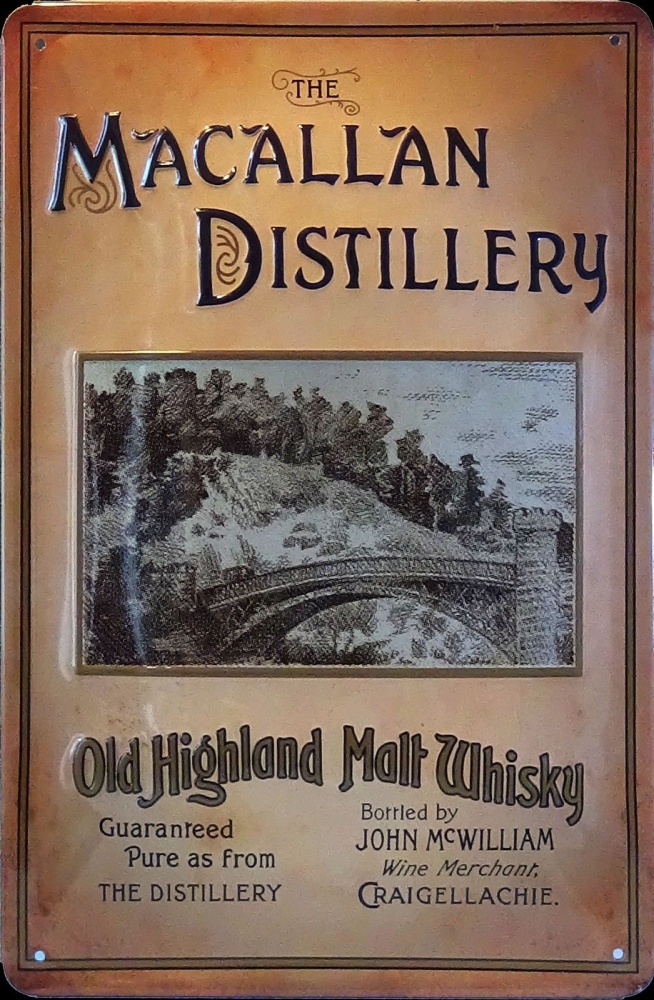 THE
MACALLAN
DISTILLERY
Old Highland Malt Whisky
Guaranteed
Pure as from
THE DISTILLERY
Bottled by
JOHN McWILLIAM
Wine Merchant,
CRAIGELLACHIE.